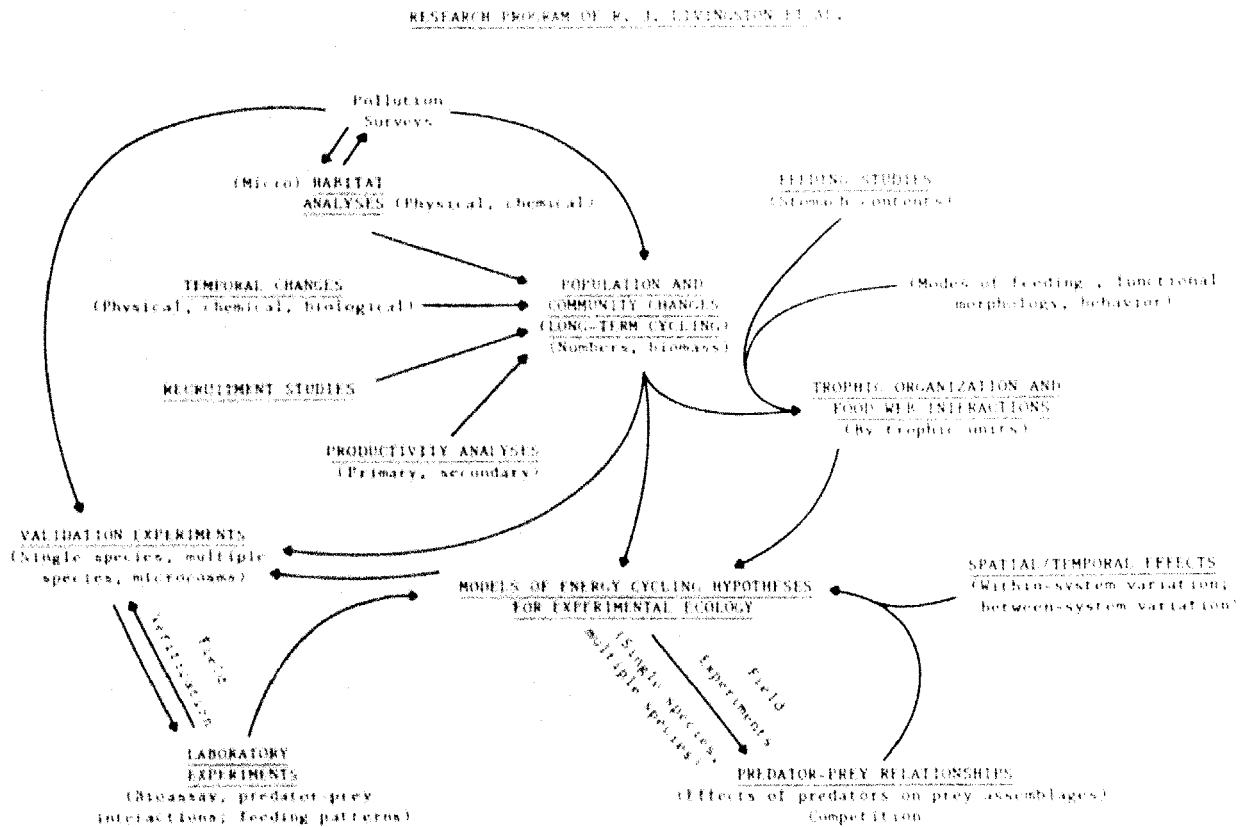 RESEARCH PROGRAM OF R. J. LIVINGSTON ET AL.
Pollution
Surveys
(Micro) HABITAT
ANALYSES (Physical, chemical)
FEEDING STUDIES
(Stomach contents)
TEMPORAL CHANGES
(Physical, chemical, biological)
POPULATION AND
COMMUNITY CHANGES
(LONG-TERM CYCLING)
(Numbers, biomass)
(Modes of feeding , functional
morphology, behavior)
RECRUITMENT STUDIES
TROPHIC ORGANIZATION AND
FOOD WEB INTERACTIONS
(By trophic units)
PRODUCTIVITY ANALYSES
(Primary, secondary)
VALIDATION EXPERIMENTS
(Single species, multiple
species, microcosms)
MODELS OF ENERGY CYCLING HYPOTHESES
FOR EXPERIMENTAL ECOLOGY
SPATIAL/TEMPORAL EFFECTS
(Within-system variation;
between-system variation)
Field
Verification
Field
Experiments
(Single species,
multiple species)
LABORATORY
EXPERIMENTS
(Bioassay, predator-prey
interactions; feeding patterns)
PREDATOR-PREY RELATIONSHIPS
(Effects of predators on prey assemblages)
Competition